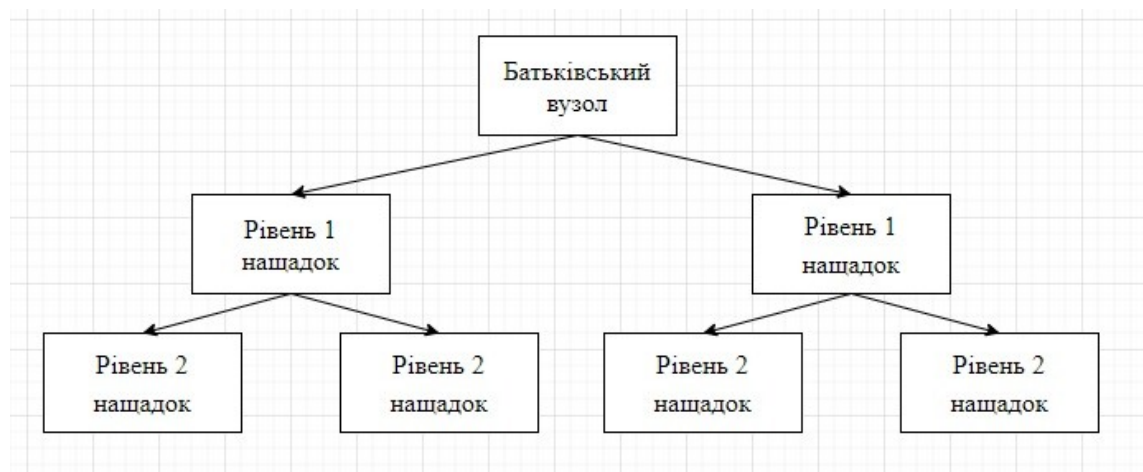 Батьківський
вузол
Рівень 1
нащадок
Рівень 1
нащадок
Рівень 2
нащадок
Рівень 2
нащадок
Рівень 2
нащадок
Рівень 2
нащадок